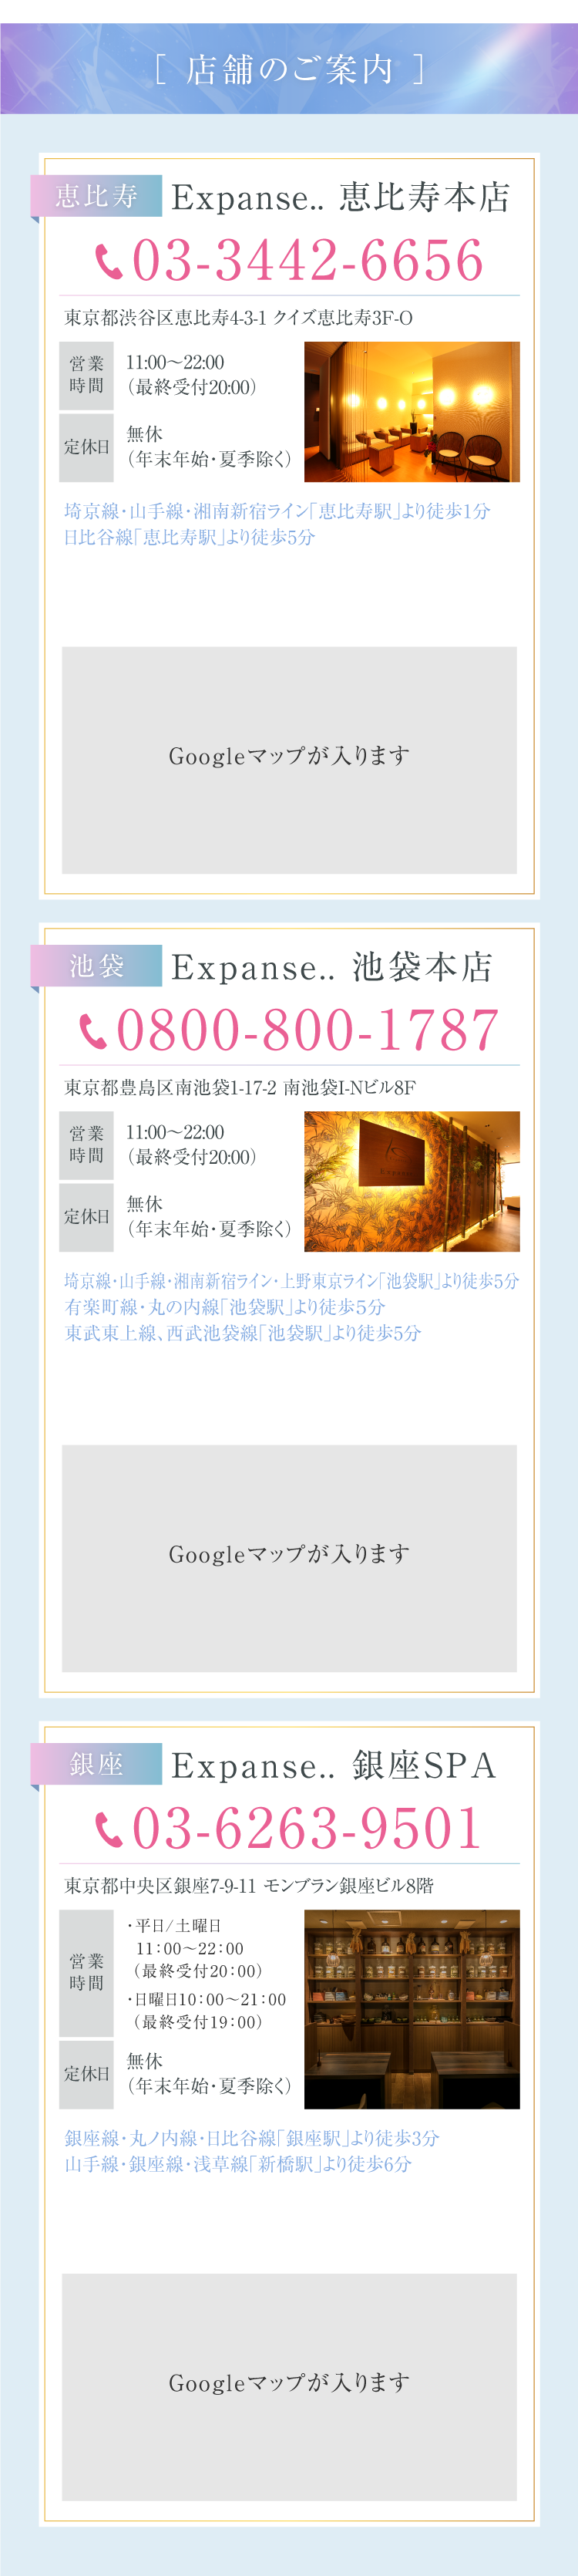 ［ 店舗のご案内 ］
恵比寿
Expanse.. 恵比寿本店
03-3442-6656
東京都渋谷区恵比寿4-3-1 クイズ恵比寿3F-O
営業
時間
11:00〜22:00
（最終受付20:00）
定休日
無休
（年末年始・夏季除く）
埼京線・山手線・湘南新宿ライン「恵比寿駅」より徒歩1分
日比谷線「恵比寿駅」より徒歩5分
Googleマップが入ります
池袋
Expanse.. 池袋本店
0800-800-1787
東京都豊島区南池袋1-17-2 南池袋I-Nビル8F
営業
時間
11:00〜22:00
（最終受付20:00）
定休日
無休
（年末年始・夏季除く）
埼京線・山手線・湘南新宿ライン・上野東京ライン「池袋駅」より徒歩5分
有楽町線・丸の内線「池袋駅」より徒歩5分
東武東上線、西武池袋線「池袋駅」より徒歩5分
Googleマップが入ります
銀座
Expanse.. 銀座SPA
03-6263-9501
東京都中央区銀座7-9-11 モンブラン銀座ビル8階
営業
時間
・平日/土曜日
11：00〜22：00
（最終受付20：00）
・日曜日10：00〜21：00
（最終受付19：00）
定休日
無休
（年末年始・夏季除く）
銀座線・丸ノ内線・日比谷線「銀座駅」より徒歩3分
山手線・銀座線・浅草線「新橋駅」より徒歩6分
Googleマップが入ります